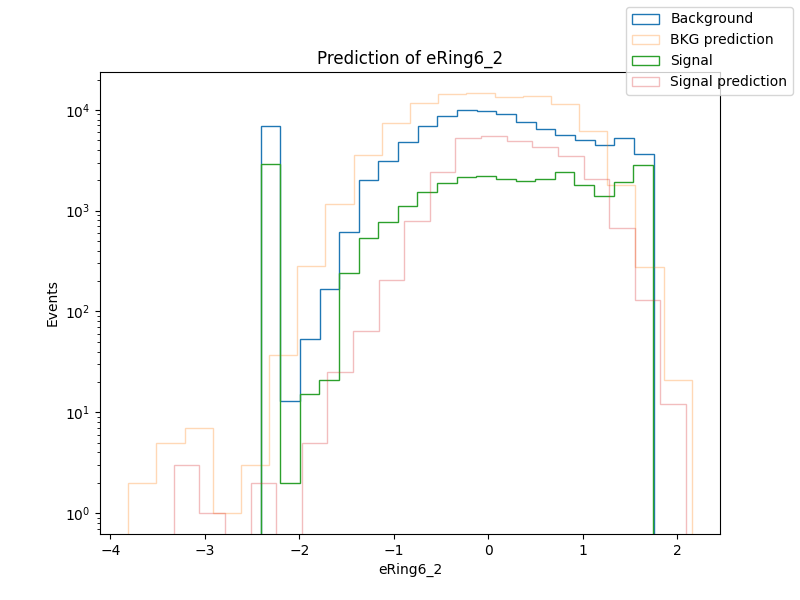 Prediction of eRing6_2
Background
BKG prediction
Signal
Signal prediction
Events
10⁴
10³
10²
10¹
10⁰
−4 −3 −2 −1 0 1 2
eRing6_2